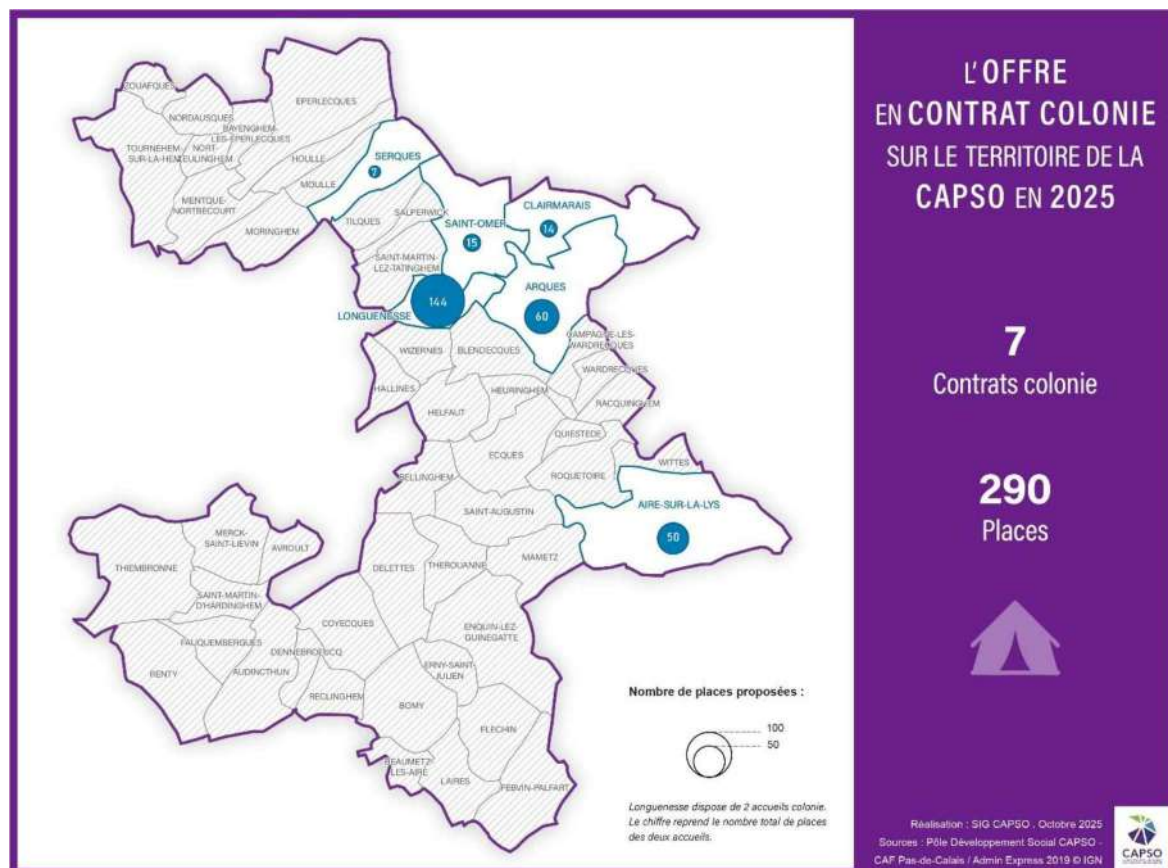 L'OFFRE
EN CONTRAT COLONIE
SUR LE TERRITOIRE DE LA
CAPSO EN 2025
7
Contrats colonie
290
Places
ZOUAFQUES
NORDAUSQUES
EPERLECQUES
BAYENGHEM-
LES-EPERLECQUES
TOURNEHEM-
SUR-LA-HEM
NORT-
LEULINGHEM
HOULLE
MOULLE
SERQUES
7
MENTQUE-
NORTBECOURT
MORINGHEM
TILQUES
SALPERWICK
SAINT-OMER
15
CLAIRMARAIS
14
SAINT-MARTIN-
LEZ-TATINGHEM
LONGUENESSE
144
ARQUES
60
WIZERNES
BLENDECQUES
CAMPAGNE-LES-
WARDRECQUES
WARDRECQUES
HALLINES
HEURINGHEM
RACQUINGHEM
HELFAUT
QUIESTEDE
ECQUES
BELLINGHEM
ROQUETOIRE
WITTES
AIRE-SUR-LA-LYS
50
SAINT-AUGUSTIN
MERCK-
SAINT-LIEVIN
AVROULT
THIEMBRONNE
DELETTES
THEROUANNE
MAMETZ
SAINT-MARTIN-
D'HARDINGHEM
COYECQUES
ENQUIN-LEZ-
GUINEGATTE
FAUQUEMBERGUES
DENNEBROEUCQ
RENTY
AUDINCTHUN
ERNY-SAINT-
JULIEN
RECLINGHEM
BOMY
FLECHIN
BEAUMETZ-
LES-AIRE
LAIRES
FEBVIN-PALFART
Nombre de places proposées :
100
50
Longuenesse dispose de 2 accueils colonie.
Le chiffre reprend le nombre total de places
des deux accueils.
Réalisation : SIG CAPSO . Octobre 2025
Sources : Pôle Développement Social CAPSO -
CAF Pas-de-Calais / Admin Express 2019 © IGN
CAPSO